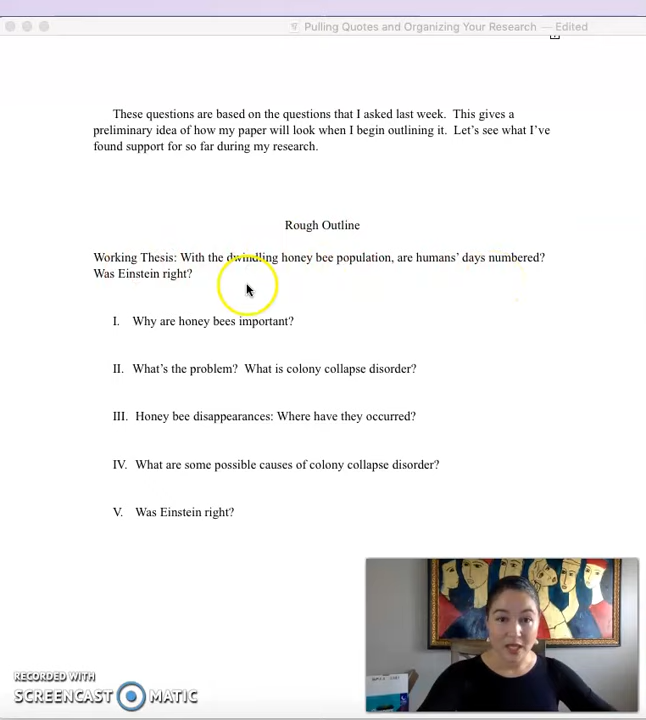 Pulling Quotes and Organizing Your Research — Edited
These questions are based on the questions that I asked last week.  This gives a
preliminary idea of how my paper will look when I begin outlining it.  Let's see what I've
found support for so far during my research.
Rough Outline
Working Thesis: With the dwindling honey bee population, are humans' days numbered?
Was Einstein right?
I. Why are honey bees important?
II. What's the problem?  What is colony collapse disorder?
III. Honey bee disappearances: Where have they occurred?
IV. What are some possible causes of colony collapse disorder?
V. Was Einstein right?
RECORDED WITH
SCREENCAST MATIC